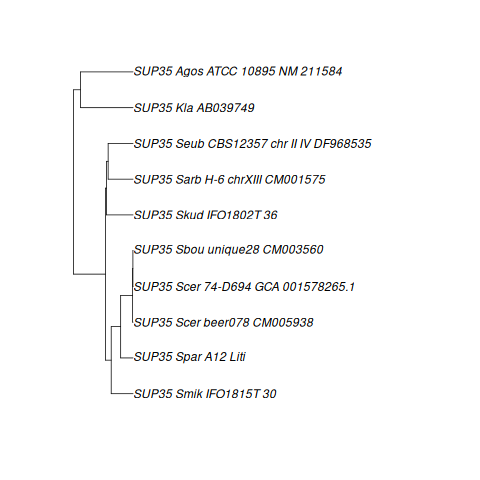 SUP35 Agos ATCC 10895 NM 211584
SUP35 Kla AB039749
SUP35 Seub CBS12357 chr II IV DF968535
SUP35 Sarb H-6 chrXIII CM001575
SUP35 Skud IFO1802T 36
SUP35 Sbou unique28 CM003560
SUP35 Scer 74-D694 GCA 001578265.1
SUP35 Scer beer078 CM005938
SUP35 Spar A12 Liti
SUP35 Smik IFO1815T 30